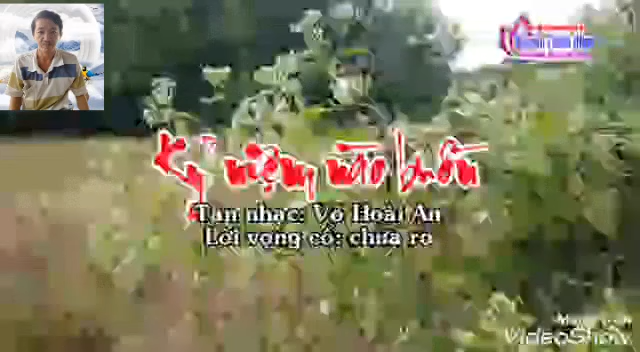 Kỷ niệm nào buồn
Tân nhạc: Võ Hoài An
Lời vọng cổ: chưa rõ
VideoShow